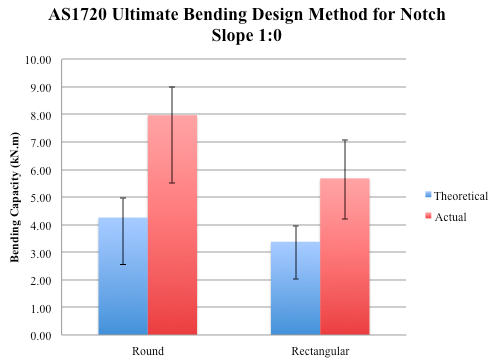 AS1720 Ultimate Bending Design Method for Notch
Slope 1:0
10.00
9.00
8.00
7.00
6.00
5.00
4.00
3.00
2.00
1.00
0.00
Bending Capacity (kN.m)
Round
Rectangular
Theoretical
Actual